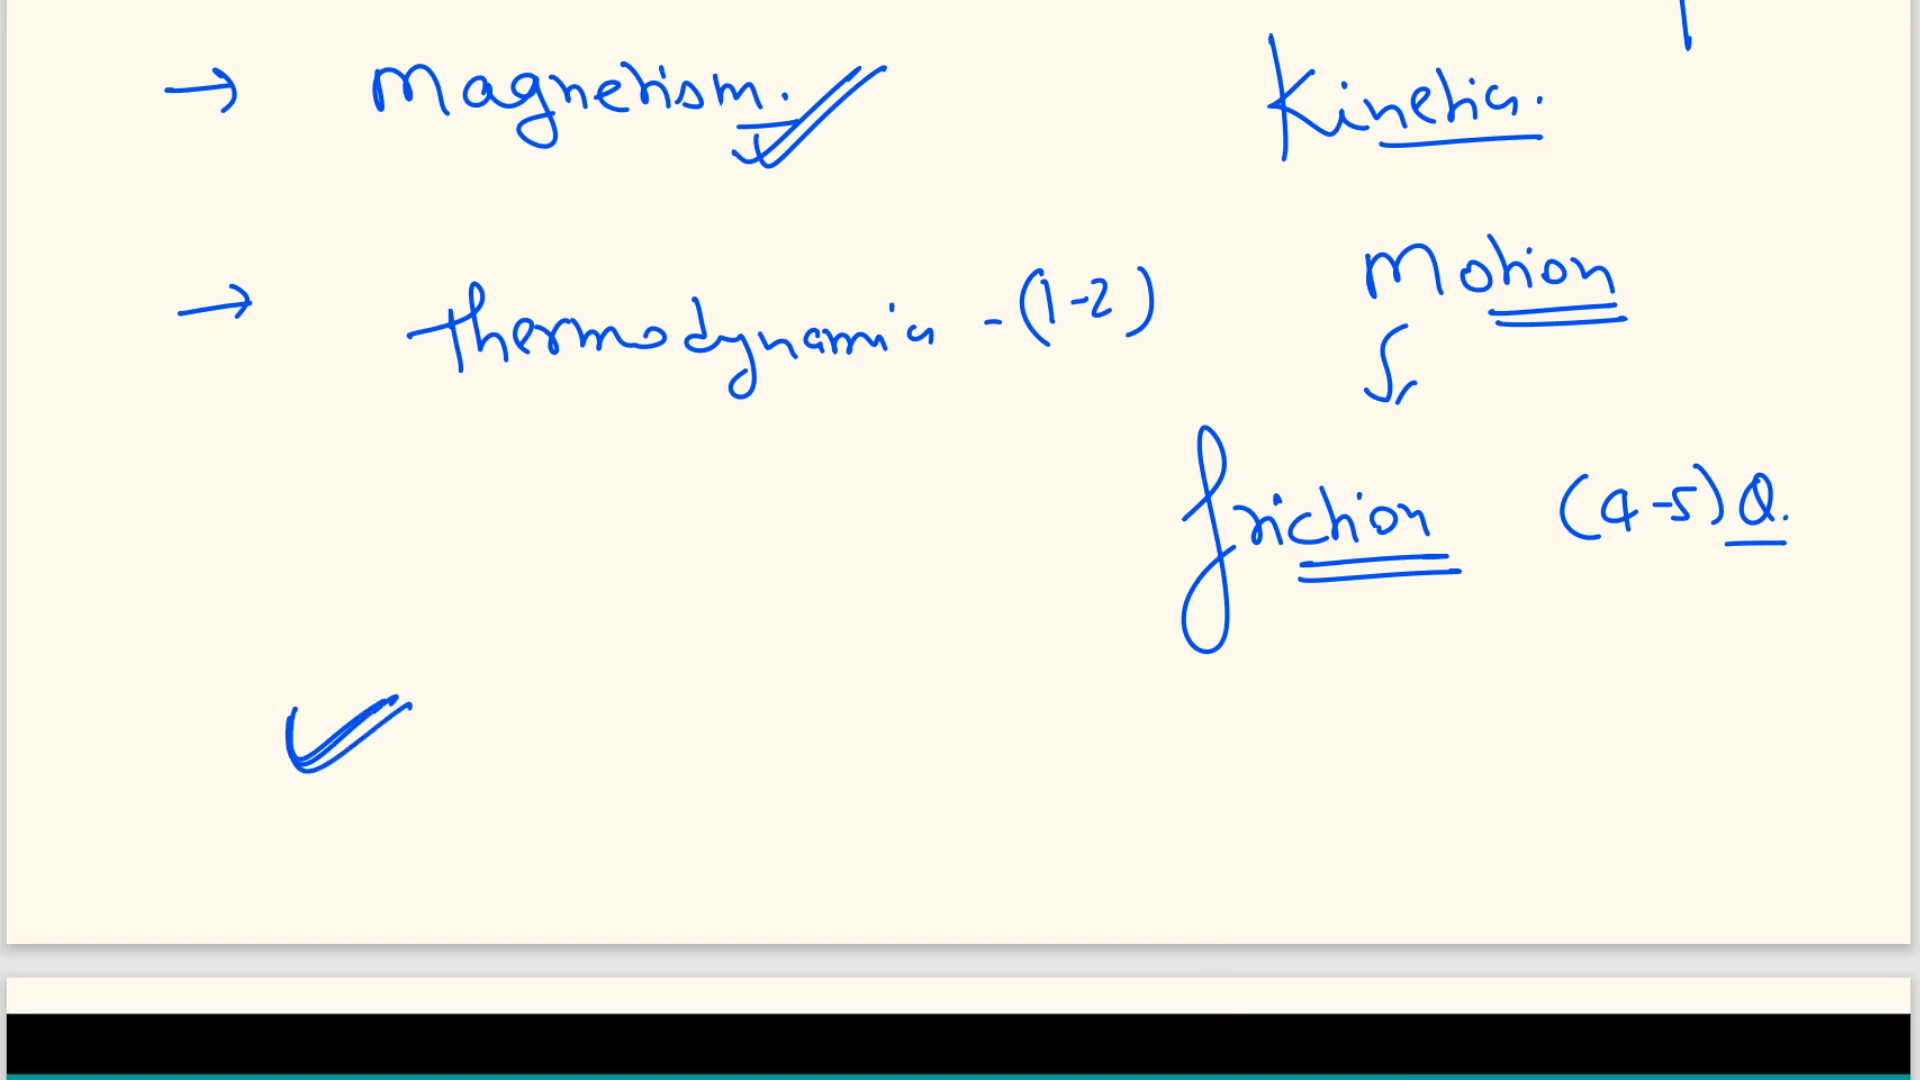 → Magnetism.
Kinetics.
→ thermodynamics - (1-2)
Motion
friction (4-5) Q.